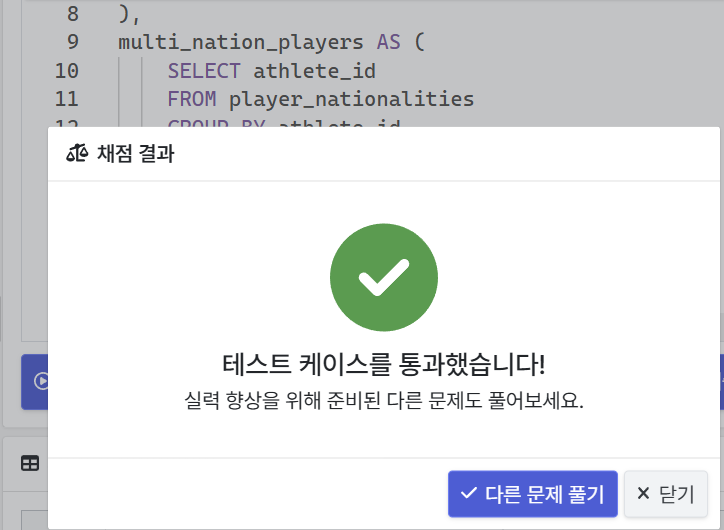 8 ),
9 multi_nation_players AS (
10 SELECT athlete_id
11 FROM player_nationalities
12 GROUP BY athlete_id
채점 결과
테스트 케이스를 통과했습니다!
실력 향상을 위해 준비된 다른 문제도 풀어보세요.
다른 문제 풀기
닫기